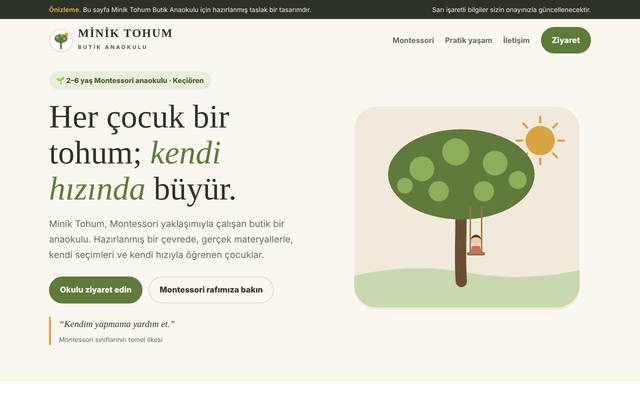 Önizleme. Bu sayfa Minik Tohum Butik Anaokulu için hazırlanmış taslak bir tasarımdır.
Sarı işaretli bilgiler sizin onayınızla güncellenecektir.
MİNİK TOHUM
BUTİK ANAOKULU
Montessori
Pratik yaşam
İletişim
Ziyaret
2–6 yaş Montessori anaokulu · Keçiören
Her çocuk bir
tohum; kendi
hızında büyür.
Minik Tohum, Montessori yaklaşımıyla çalışan butik bir
anaokulu. Hazırlanmış bir çevrede, gerçek materyallerle,
kendi seçimleri ve kendi hızıyla öğrenen çocuklar.
Okulu ziyaret edin
Montessori rafımıza bakın
“Kendim yapmama yardım et.”
Montessori sınıflarının temel ilkesi